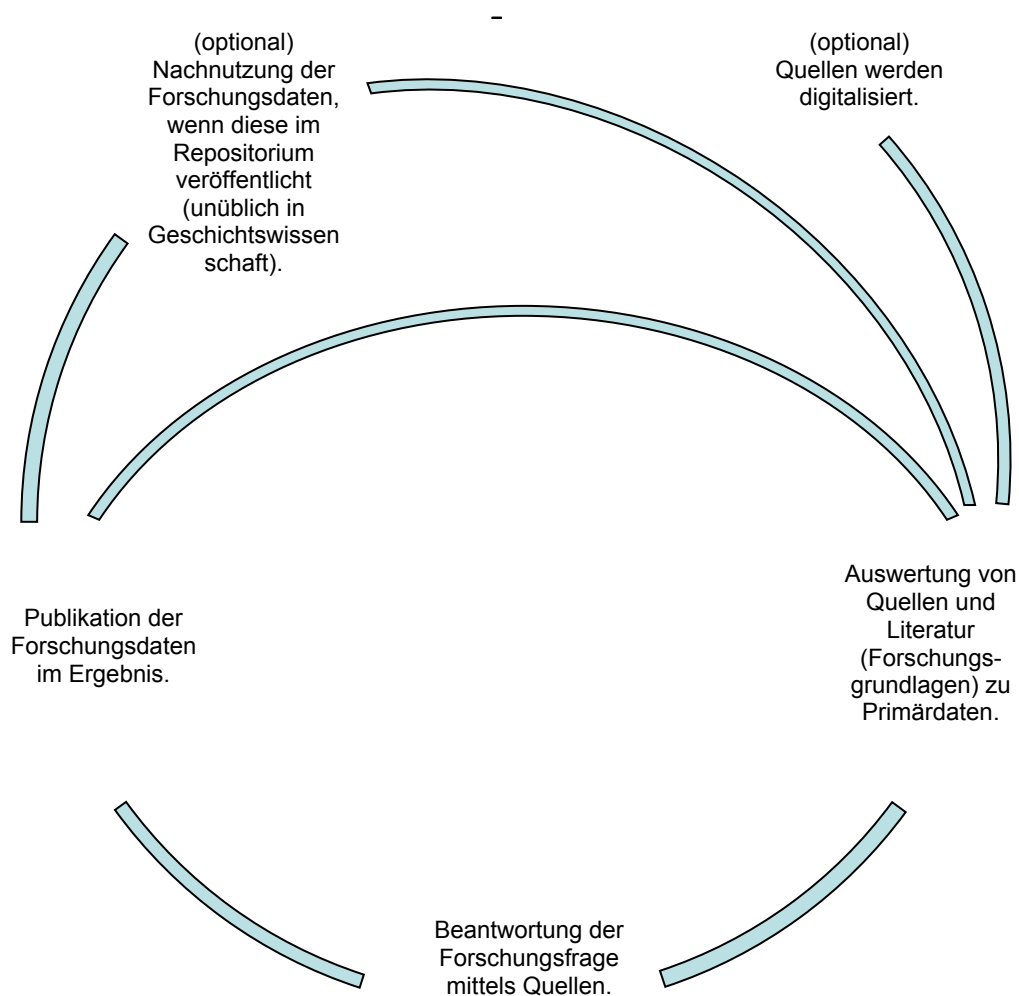 –
(optional)
Nachnutzung der
Forschungsdaten,
wenn diese im
Repositorium
veröffentlicht
(unüblich in
Geschichtswissen
schaft).
(optional)
Quellen werden
digitalisiert.
Auswertung von
Quellen und
Literatur
(Forschungs-
grundlagen) zu
Primärdaten.
Beantwortung der
Forschungsfrage
mittels Quellen.
Publikation der
Forschungsdaten
im Ergebnis.